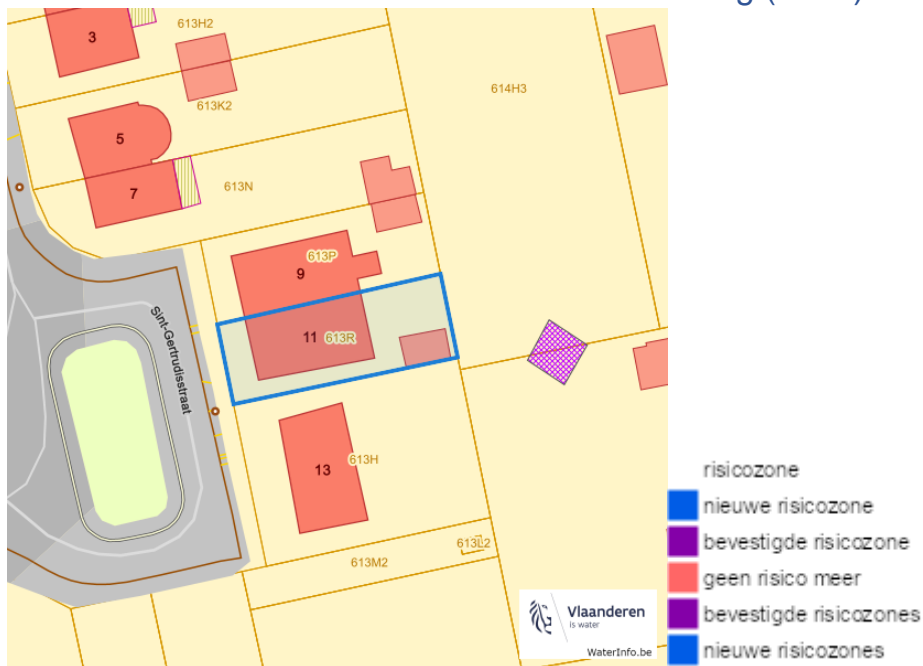 3
613H2
613K2
614H3
5
7
613N
613P
9
11
613R
Sint-Gertrudisstraat
13
613H
613L2
613M2
Vlaanderen
is water
WaterInfo.be
risicozone
nieuwe risicozone
bevestigde risicozone
geen risico meer
bevestigde risicozones
nieuwe risicozones